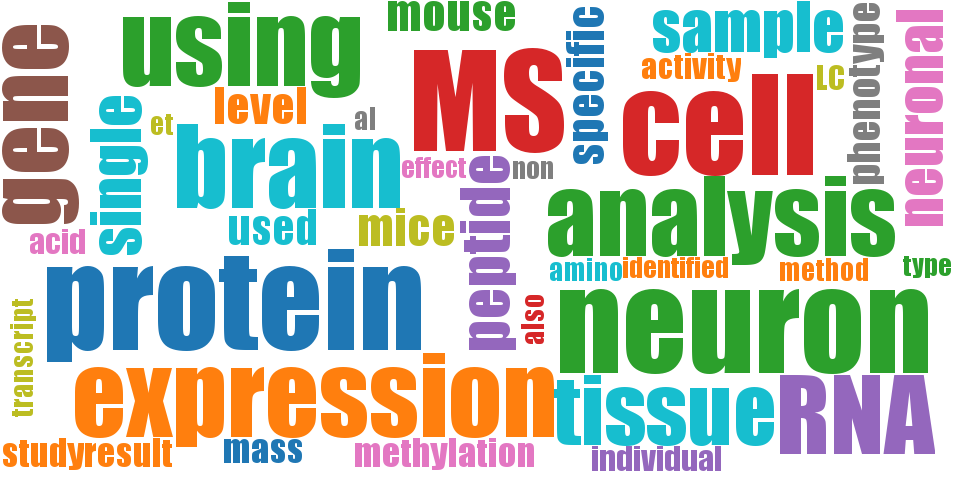 gene
using
mouse
specific
sample
activity
LC
phenotype
neuronal
level
single
et
al
MS
cell
brain
effect
non
peptide
acid
used
mice
analysis
amino
identified
method
type
protein
also
neuron
transcript
expression
tissue
RNA
study
result
mass
methylation
individual